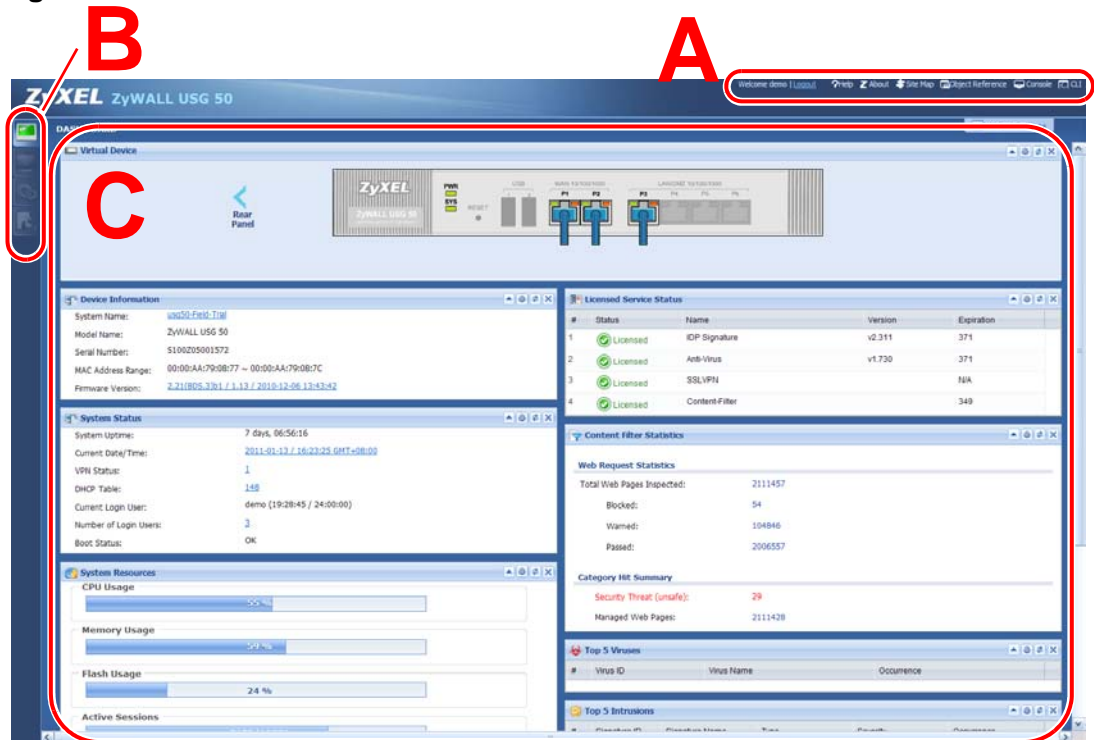 B
A
Welcome demo | Logout ?Help Z About Site Map Object Reference Console CLI
ZyXEL ZyWALL USG 50
Virtual Device
C
Rear
Panel
ZyXEL
ZyWALL USG 50
PWR
SYS
RESET
USB
P1 P2 P3 P4 P5 P6
Device Information
System Name: usg50-Field-Trial
Model Name: ZyWALL USG 50
Serial Number: S100Z05001572
MAC Address Range: 00:00:AA:79:08:77 ~ 00:00:AA:79:08:7C
Firmware Version: 2.21(BDS.3)b1 / 1.13 / 2010-12-06 13:43:42
Licensed Service Status
# Status Name Version Expiration
1 Licensed IDP Signature v2.311 371
2 Licensed Anti-Virus v1.730 371
3 Licensed SSLVPN N/A
4 Licensed Content-Filter 349
System Status
System Uptime: 7 days, 06:56:16
Current Date/Time: 2011-01-13 / 16:23:25 GMT+08:00
VPN Status: 1
DHCP Table: 148
Current Login User: demo (19:28:45 / 24:00:00)
Number of Login Users: 3
Boot Status: OK
Content Filter Statistics
Web Request Statistics
Total Web Pages Inspected: 2111457
Blocked: 54
Warned: 104846
Passed: 2006557
Category Hit Summary
Security Threat (unsafe): 29
Managed Web Pages: 2111428
System Resources
CPU Usage
55 %
Memory Usage
59 %
Flash Usage
24 %
Active Sessions
Top 5 Viruses
# Virus ID Virus Name Occurrence
Top 5 Intrusions